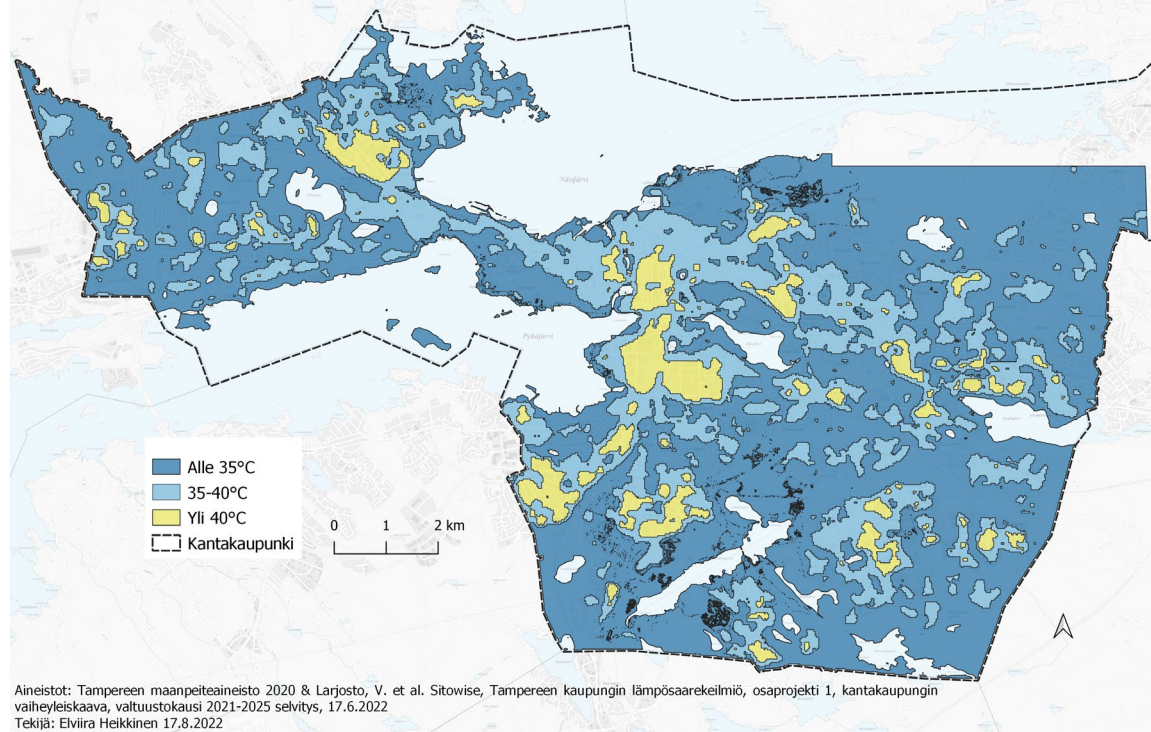 Näsijärvi
Pyhäjärvi
Alle 35°C
35-40°C
Yli 40°C
Kantakaupunki
0 1 2 km
Aineistot: Tampereen maanpeiteaineisto 2020 & Larjosto, V. et al. Sitowise, Tampereen kaupungin lämpösaarekeilmiö, osaprojekti 1, kantakaupungin
vaiheyleiskaava, valtuustokausi 2021-2025 selvitys, 17.6.2022
Tekijä: Elviira Heikkinen 17.8.2022